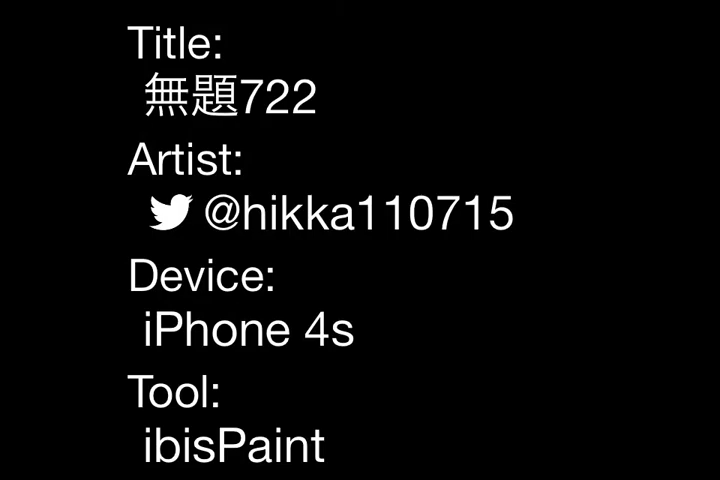 Title:
無題722
Artist:
@hikka110715
Device:
iPhone 4s
Tool:
ibisPaint